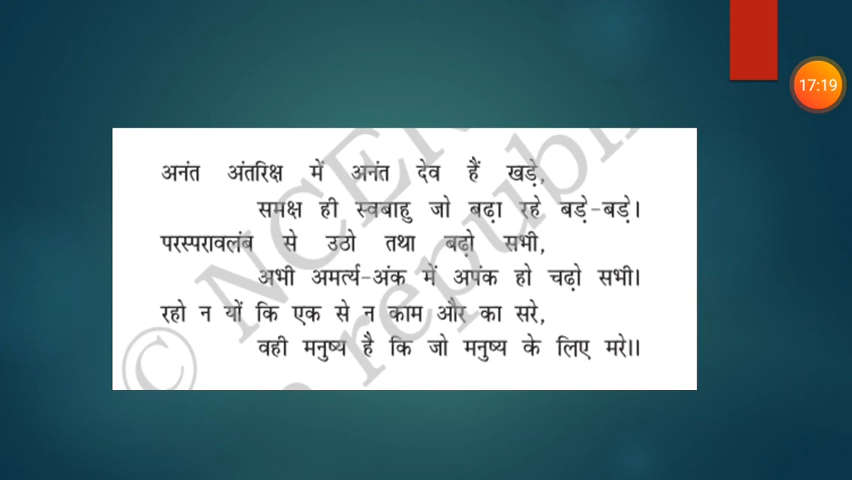 17:19
अनंत अंतरिक्ष में अनंत देव हैं खड़े,
समक्ष ही स्वबाहु जो बढ़ा रहे बड़े-बड़े।
परस्परावलंब से उठो तथा बढ़ो सभी,
अभी अमर्त्य-अंक में अपंक हो चढ़ो सभी।
रहो न यों कि एक से न काम और का सरे,
वही मनुष्य है कि जो मनुष्य के लिए मरे॥